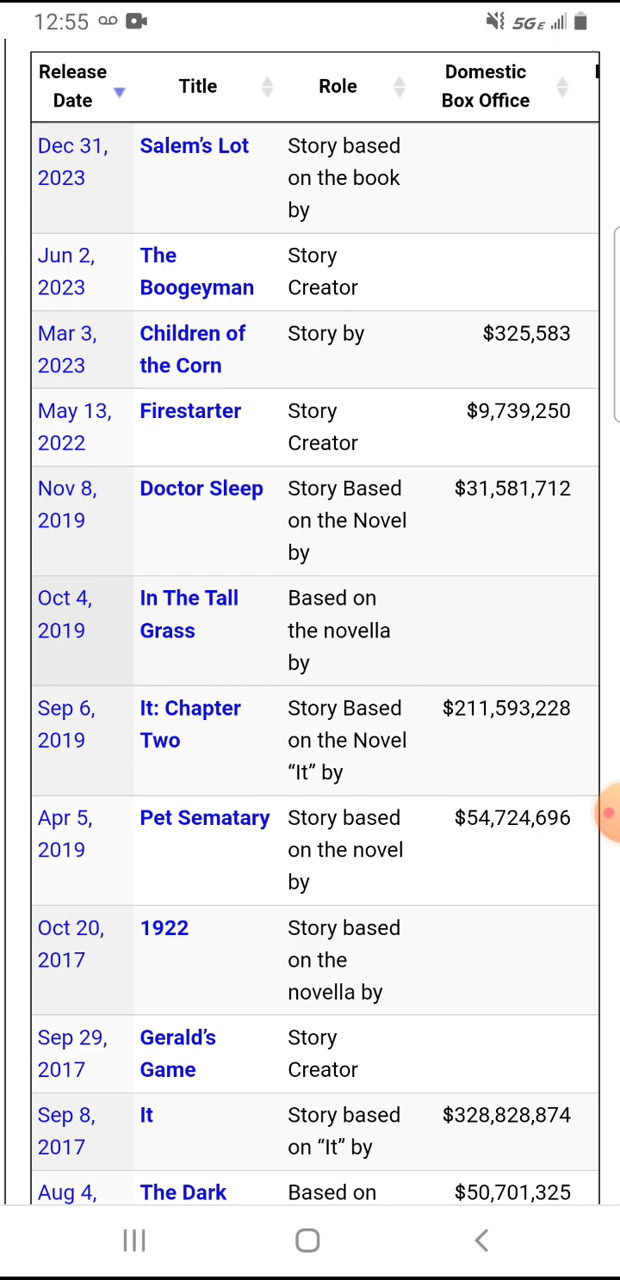 12:55
5GE
Release Date
Title
Role
Domestic Box Office
Dec 31, 2023
Salem's Lot
Story based on the book by
Jun 2, 2023
The Boogeyman
Story Creator
Mar 3, 2023
Children of the Corn
Story by
$325,583
May 13, 2022
Firestarter
Story Creator
$9,739,250
Nov 8, 2019
Doctor Sleep
Story Based on the Novel by
$31,581,712
Oct 4, 2019
In The Tall Grass
Based on the novella by
Sep 6, 2019
It: Chapter Two
Story Based on the Novel “It” by
$211,593,228
Apr 5, 2019
Pet Sematary
Story based on the novel by
$54,724,696
Oct 20, 2017
1922
Story based on the novella by
Sep 29, 2017
Gerald’s Game
Story Creator
Sep 8, 2017
It
Story based on “It” by
$328,828,874
Aug 4,
The Dark
Based on
$50,701,325